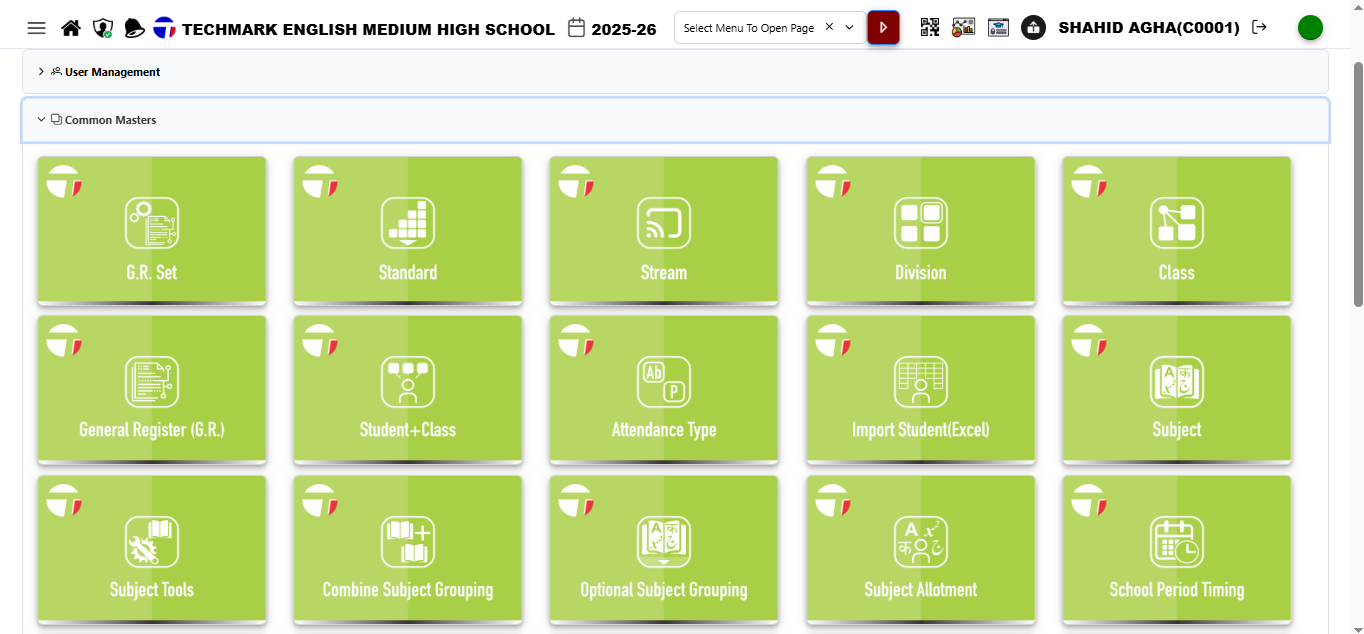 TECHMARK ENGLISH MEDIUM HIGH SCHOOL 2025-26 Select Menu To Open Page SHAHID AGHA(C0001)
User Management
Common Masters
G.R. Set
Standard
Stream
Division
Class
General Register (G.R.)
Student+Class
Attendance Type
Import Student(Excel)
Subject
Subject Tools
Combine Subject Grouping
Optional Subject Grouping
Subject Allotment
School Period Timing